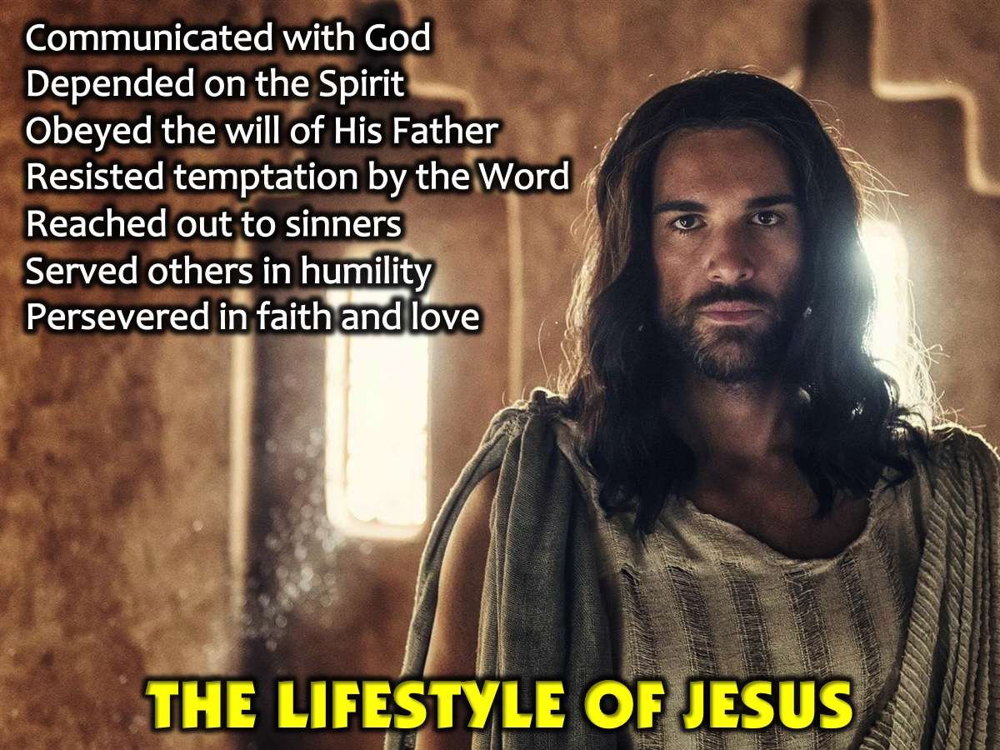 Communicated with God
Depended on the Spirit
Obeyed the will of His Father
Resisted temptation by the Word
Reached out to sinners
Served others in humility
Persevered in faith and love
THE LIFESTYLE OF JESUS